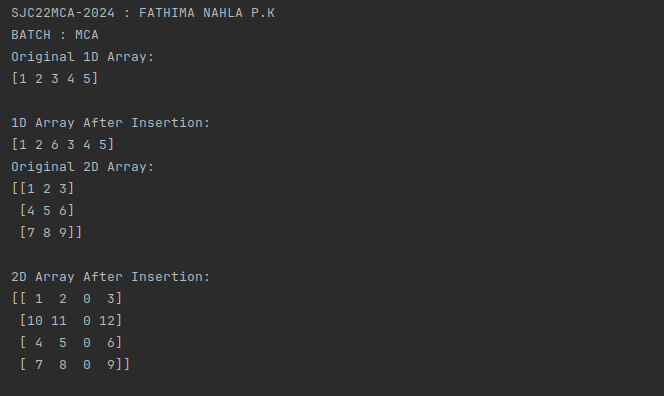 SJC22MCA-2024 : FATHIMA NAHLA P.K
BATCH : MCA
Original 1D Array:
[1 2 3 4 5]

1D Array After Insertion:
[1 2 6 3 4 5]
Original 2D Array:
[[1 2 3]
 [4 5 6]
 [7 8 9]]

2D Array After Insertion:
[[ 1  2  0  3]
 [10 11  0 12]
 [ 4  5  0  6]
 [ 7  8  0  9]]